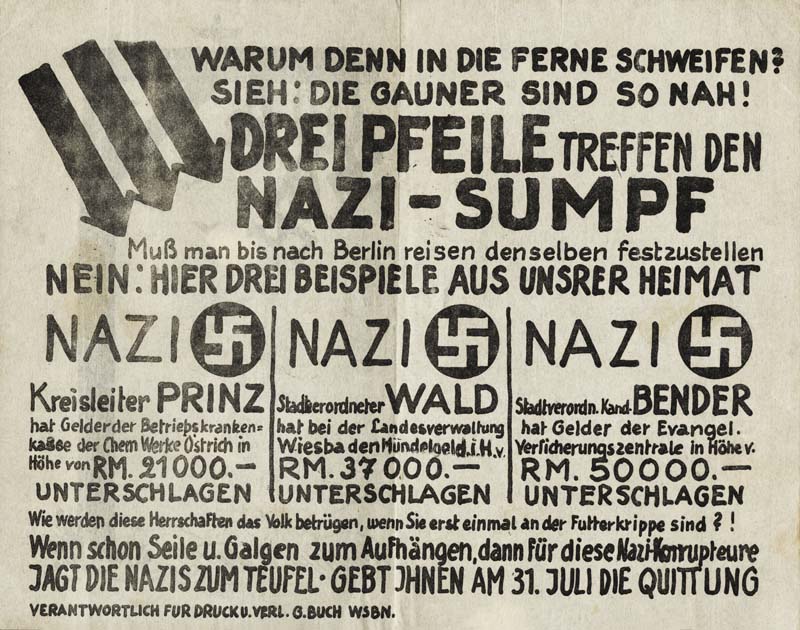 WARUM DENN IN DIE FERNE SCHWEIFEN?
SIEH: DIE GAUNER SIND SO NAH!
DREI PFEILE TREFFEN DEN
NAZI-SUMPF
Muß man bis nach Berlin reisen denselben festzustellen
NEIN: HIER DREI BEISPIELE AUS UNSRER HEIMAT
NAZI
Kreisleiter PRINZ
hat Gelder der Betriebskranken=
kasse der Chem Werke Östrich in
Höhe von RM. 21000.—
UNTERSCHLAGEN
NAZI
Stadtverordneter WALD
hat bei der Landesverwaltung
Wiesbaden Mündelgeld. i. H. v.
RM. 37000.—
UNTERSCHLAGEN
NAZI
Stadtverordn. Kand. BENDER
hat Gelder der Evangel.
Versicherungszentrale in Höhe v.
RM. 50000.—
UNTERSCHLAGEN
Wie werden diese Herrschaften das Volk betrügen, wenn Sie erst einmal an der Futterkrippe sind ? !
Wenn schon Seile u. Galgen zum Aufhängen, dann für diese Nazi-Korrupteure
JAGT DIE NAZIS ZUM TEUFEL · GEBT JHNEN AM 31. JULI DIE QUITTUNG
VERANTWORTLICH FUR DRUCK U. VERL. G. BUCH WSBN.